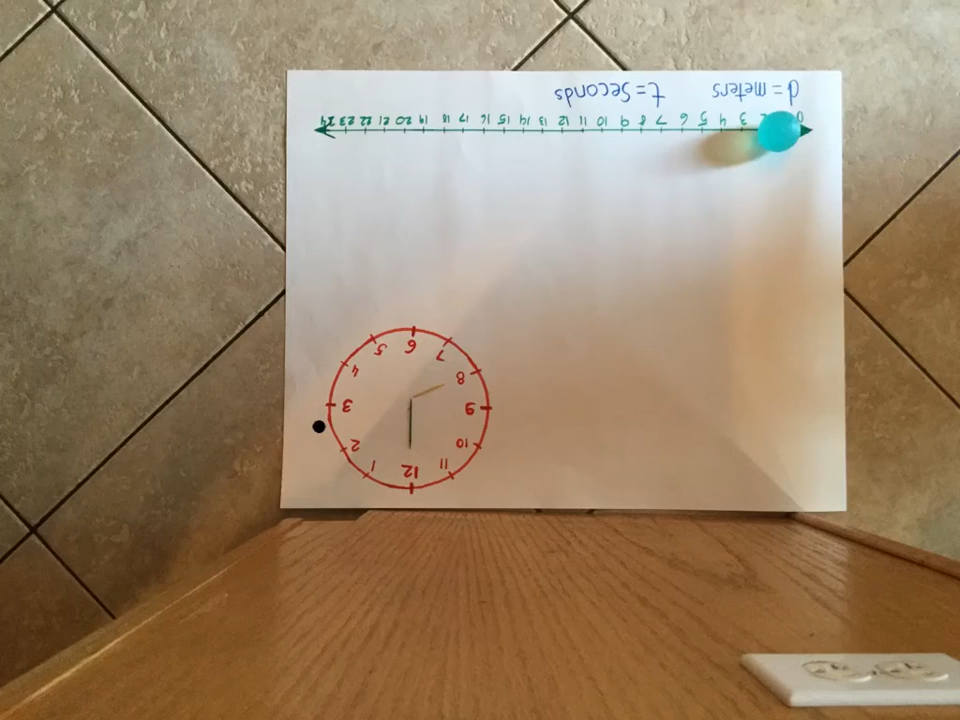 11 12 1
10 2
9 3
8 4
7 6 5
0 3 4 5 6 7 8 9 10 11 12 13 14 15 16 17 18 19 20 21 22 23 24
d = meters t = Seconds